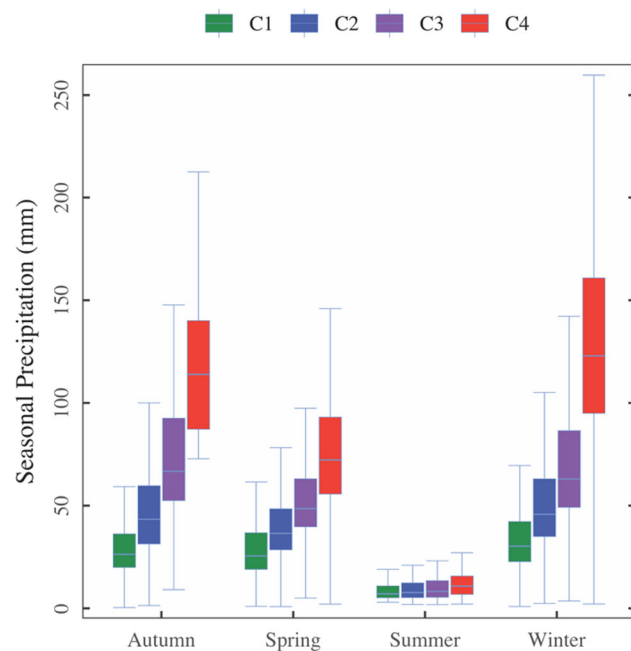 C1 C2 C3 C4
Seasonal Precipitation (mm)
250
200
150
100
50
0
Autumn Spring Summer Winter